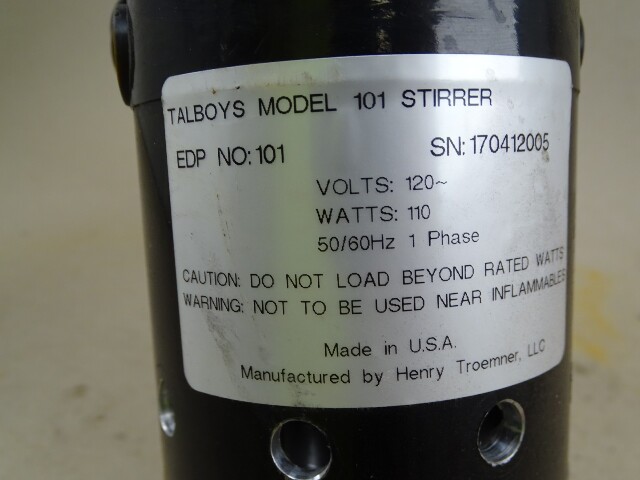 TALBOYS MODEL 101 STIRRER
EDP NO: 101 SN: 170412005
VOLTS: 120~
WATTS: 110
50/60Hz 1 Phase
CAUTION: DO NOT LOAD BEYOND RATED WATTS
WARNING: NOT TO BE USED NEAR INFLAMMABLES
Made in U.S.A.
Manufactured by Henry Troemner, LLC